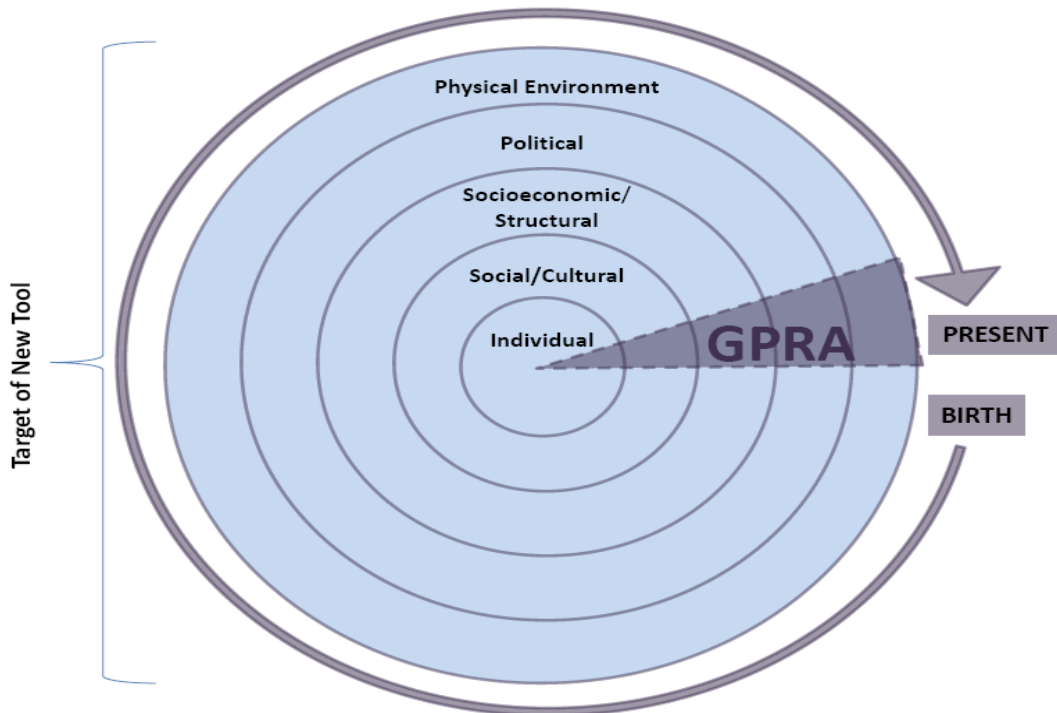 Physical Environment
Political
Socioeconomic/
Structural
Social/Cultural
Individual
GPRA
PRESENT
BIRTH
Target of New Tool